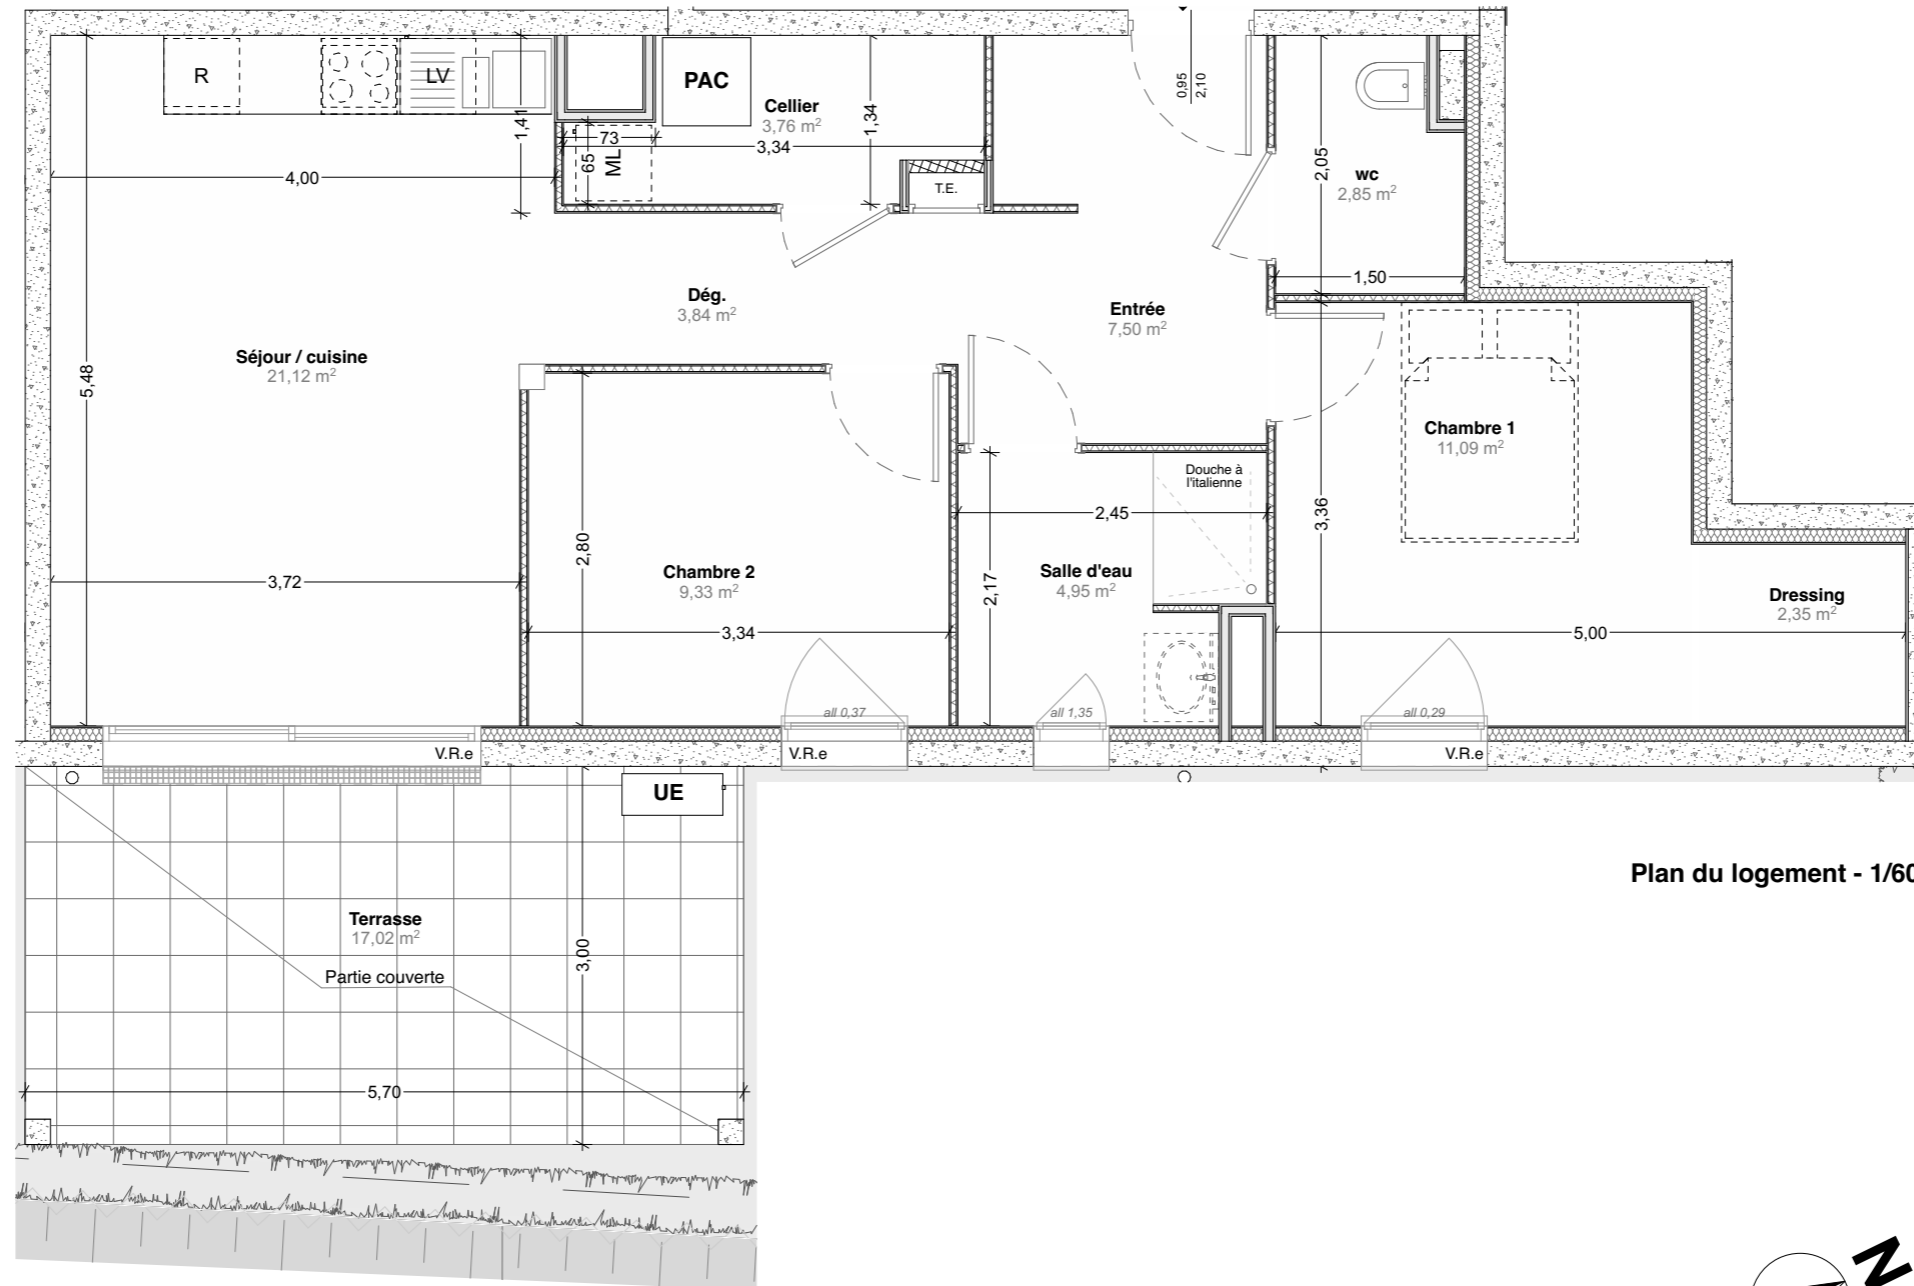 R
LV
PAC
Cellier
3,76 m²
1,41
73
3,34
65
ML
1,34
T.E.
0,95
2,10
2,05
wc
2,85 m²
1,50
4,00
Dég.
3,84 m²
Entrée
7,50 m²
Séjour / cuisine
21,12 m²
5,48
Chambre 1
11,09 m²
Douche à
l'italienne
2,45
3,36
2,80
3,72
Chambre 2
9,33 m²
2,17
Salle d'eau
4,95 m²
Dressing
2,35 m²
3,34
5,00
all 0,37
all 1,35
all 0,29
V.R.e
V.R.e
V.R.e
UE
Plan du logement - 1/60
Terrasse
17,02 m²
3,00
Partie couverte
5,70
N